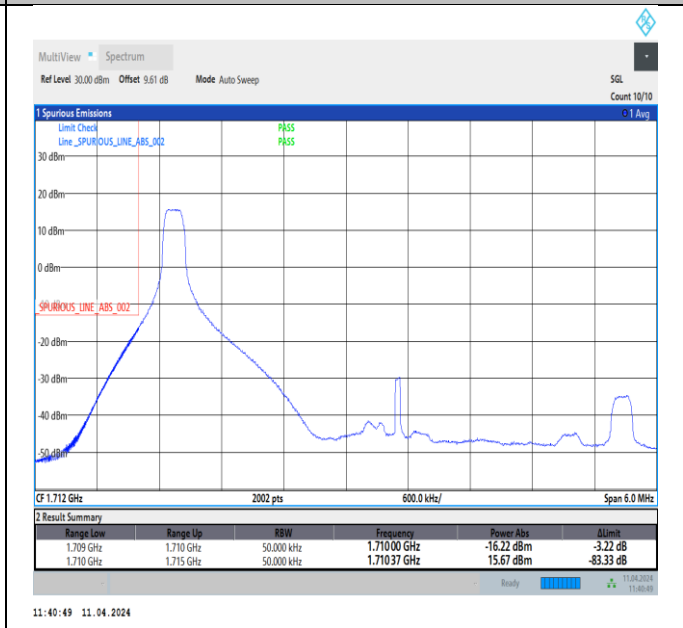 MultiView Spectrum
Ref Level 30.00 dBm Offset 9.61 dB Mode Auto Sweep SGL
Count 10/10
1 Spurious Emissions 1 Avg
Limit Check PASS
Line _SPURIOUS_LINE_ABS_002 PASS
30 dBm
20 dBm
10 dBm
0 dBm
_SPURIOUS_LINE_ABS_002
-20 dBm
-30 dBm
-40 dBm
-50 dBm
CF 1.712 GHz 2002 pts 600.0 kHz/ Span 6.0 MHz
2 Result Summary
Range Low Range Up RBW Frequency Power Abs ΔLimit
1.709 GHz 1.710 GHz 50.000 kHz 1.71000 GHz -16.22 dBm -3.22 dB
1.710 GHz 1.715 GHz 50.000 kHz 1.71037 GHz 15.67 dBm -83.33 dB
Ready 11.04.2024
11:40:49
11:40:49 11.04.2024